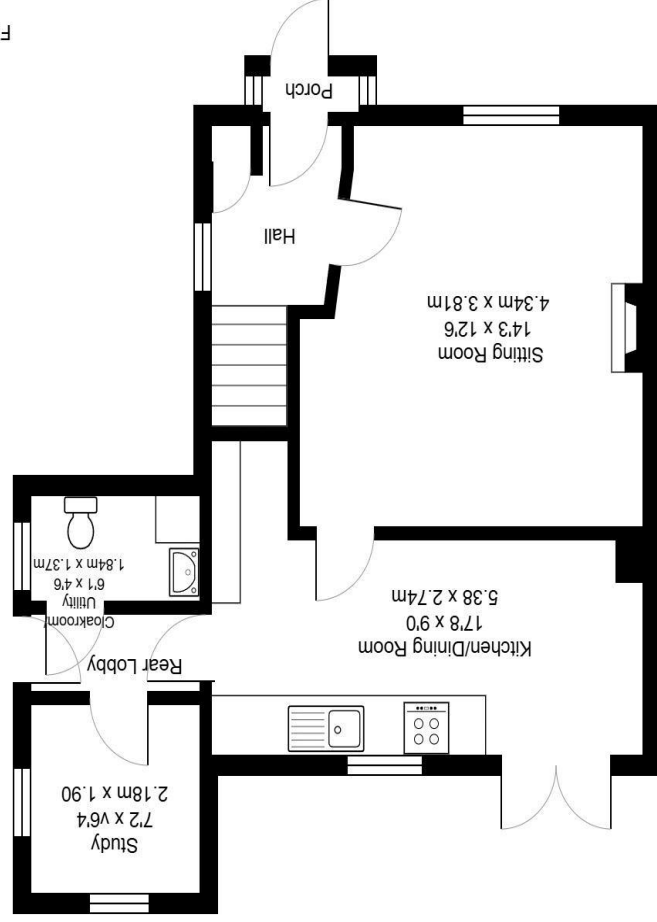 Study
7'2 x v6'4
2.18m x 1.90
Kitchen/Dining Room
17'8 x 9'0
5.38 x 2.74m
Rear Lobby
Cloakroom/
Utility
6'1 x 4'6
1.84m x 1.37m
Sitting Room
14'3 x 12'6
4.34m x 3.81m
Hall
Porch
F